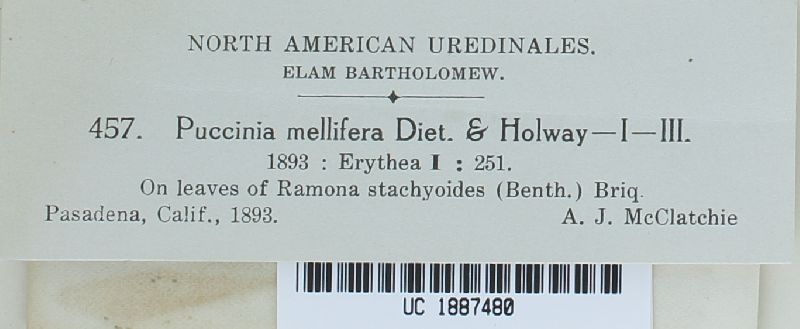 NORTH AMERICAN UREDINALES.
ELAM BARTHOLOMEW.
457. Puccinia mellifera Diet. & Holway—I—III.
1893 : Erythea I : 251.
On leaves of Ramona stachyoides (Benth.) Briq.
Pasadena, Calif., 1893. A. J. McClatchie
UC 1887480